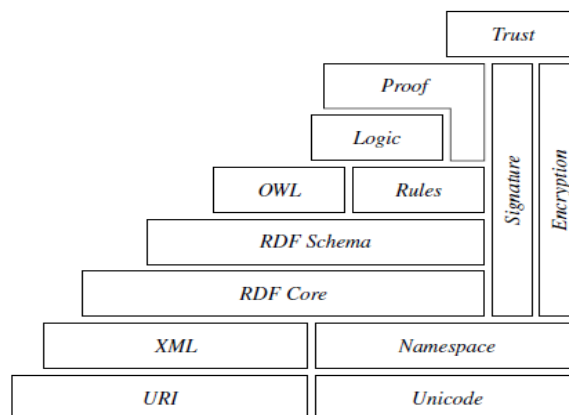 Trust
Proof
Logic
OWL
Rules
Signature
Encryption
RDF Schema
RDF Core
XML
Namespace
URI
Unicode